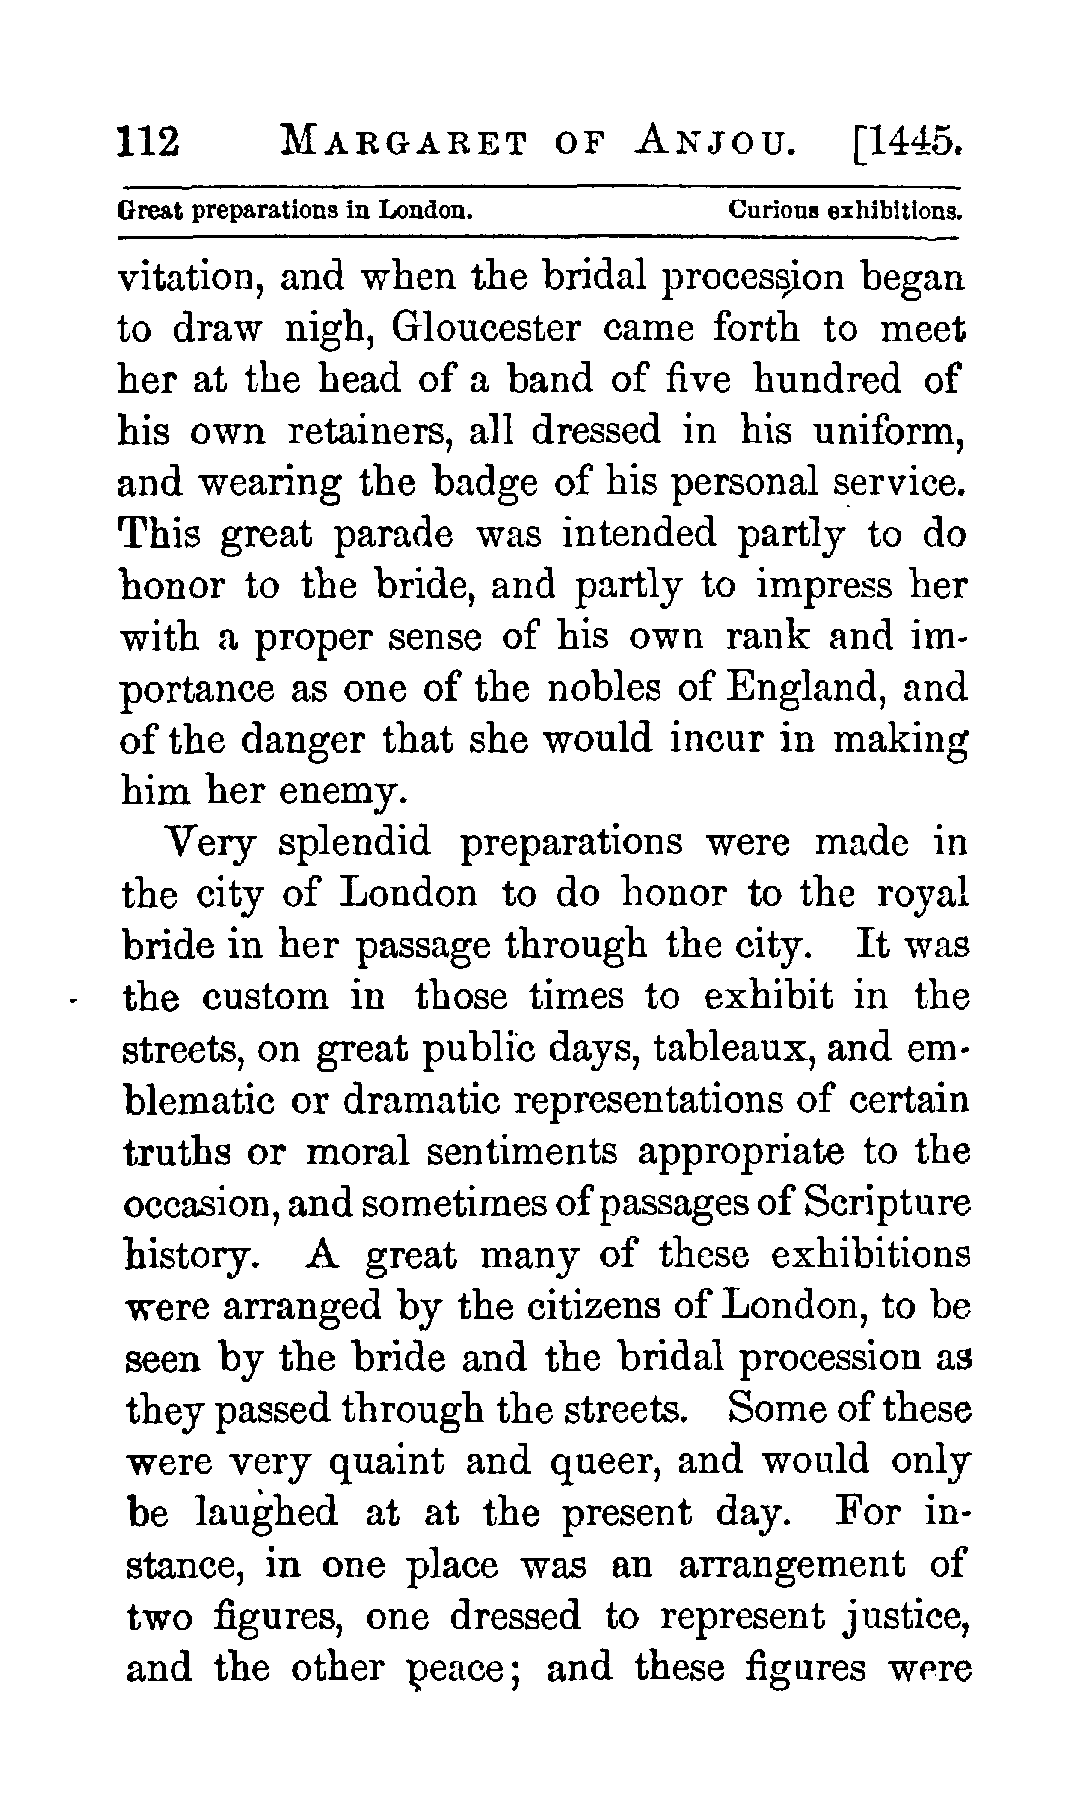 112 MARGARET OF ANJOU. [1445.
Great preparations in London. Curious exhibitions.
vitation, and when the bridal procession began
to draw nigh, Gloucester came forth to meet
her at the head of a band of five hundred of
his own retainers, all dressed in his uniform,
and wearing the badge of his personal service.
This great parade was intended partly to do
honor to the bride, and partly to impress her
with a proper sense of his own rank and im-
portance as one of the nobles of England, and
of the danger that she would incur in making
him her enemy.
Very splendid preparations were made in
the city of London to do honor to the royal
bride in her passage through the city. It was
the custom in those times to exhibit in the
streets, on great public days, tableaux, and em-
blematic or dramatic representations of certain
truths or moral sentiments appropriate to the
occasion, and sometimes of passages of Scripture
history. A great many of these exhibitions
were arranged by the citizens of London, to be
seen by the bride and the bridal procession as
they passed through the streets. Some of these
were very quaint and queer, and would only
be laughed at at the present day. For in-
stance, in one place was an arrangement of
two figures, one dressed to represent justice,
and the other peace; and these figures were